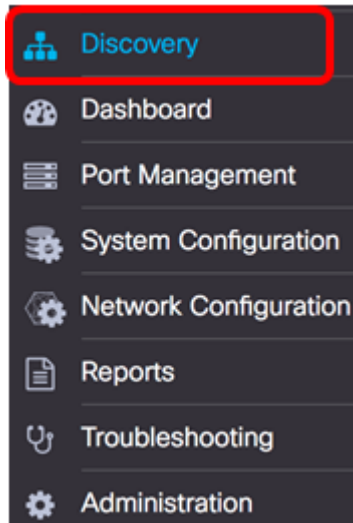 Discovery
Dashboard
Port Management
System Configuration
Network Configuration
Reports
Troubleshooting
Administration